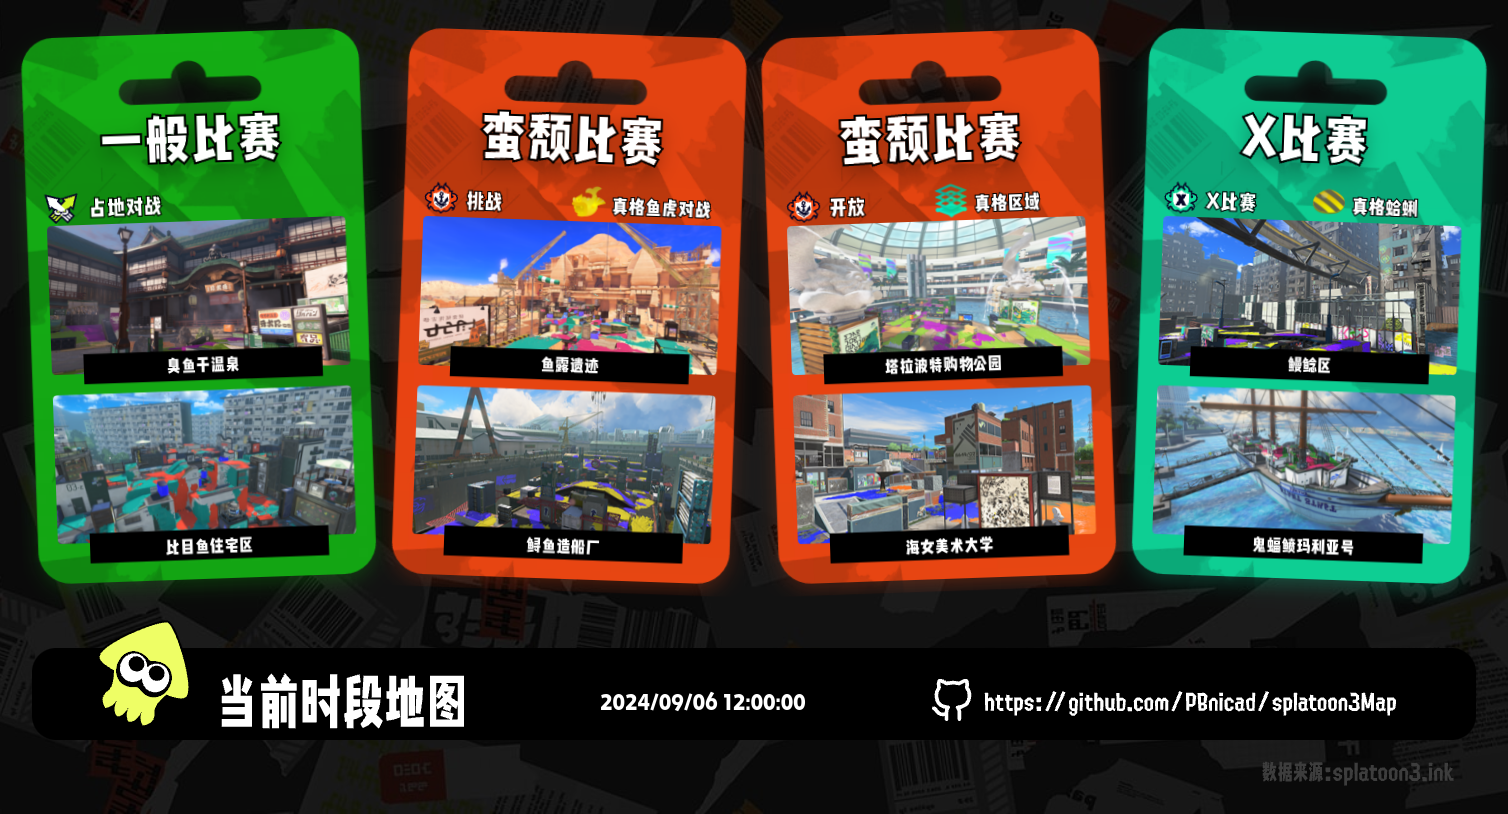 一般比赛
占地对战
臭鱼干温泉
比目鱼住宅区
蛮颓比赛
挑战
真格鱼虎对战
鱼露遗迹
鲟鱼造船厂
蛮颓比赛
开放
真格区域
塔拉波特购物公园
海女美术大学
X比赛
X比赛
真格蛤蜊
鳗鲶区
鬼蝠鲼玛利亚号
当前时段地图
2024/09/06 12:00:00
https://github.com/PBnicad/splatoon3Map
数据来源:splatoon3.ink